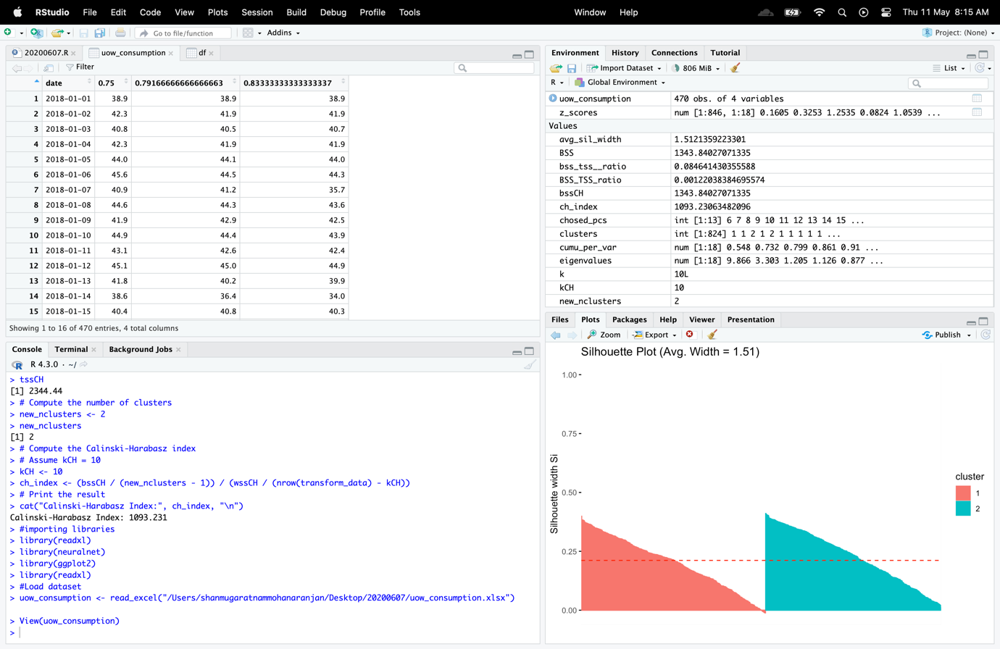 RStudio File Edit Code View Plots Session Build Debug Profile Tools Window Help Thu 11 May 8:15 AM
Go to file/function Addins Project: (None)
20200607.R uow_consumption df
Filter
date 0.75 0.79166666666666663 0.83333333333333337
1 2018-01-01 38.9 38.9 38.9
2 2018-01-02 42.3 41.9 41.9
3 2018-01-03 40.8 40.5 40.7
4 2018-01-04 42.3 41.9 41.9
5 2018-01-05 44.0 44.1 44.0
6 2018-01-06 45.6 44.5 44.3
7 2018-01-07 40.9 41.2 35.7
8 2018-01-08 44.6 44.3 43.6
9 2018-01-09 41.9 42.9 42.5
10 2018-01-10 44.9 44.4 43.9
11 2018-01-11 43.1 42.6 42.4
12 2018-01-12 45.1 45.0 44.9
13 2018-01-13 41.8 40.2 39.9
14 2018-01-14 38.6 36.4 34.0
15 2018-01-15 40.4 40.8 40.3
Showing 1 to 16 of 470 entries, 4 total columns
Console Terminal Background Jobs
R 4.3.0 · ~/
> tssCH
[1] 2344.44
> # Compute the number of clusters
> new_nclusters <- 2
> new_nclusters
[1] 2
> # Compute the Calinski-Harabasz index
> # Assume kCH = 10
> kCH <- 10
> ch_index <- (bssCH / (new_nclusters - 1)) / (wssCH / (nrow(transform_data) - kCH))
> # Print the result
> cat("Calinski-Harabasz Index:", ch_index, "\n")
Calinski-Harabasz Index: 1093.231
> #importing libraries
> library(readxl)
> library(neuralnet)
> library(ggplot2)
> library(readxl)
> #Load dataset
> uow_consumption <- read_excel("/Users/shanmugaratnammohanaranjan/Desktop/20200607/uow_consumption.xlsx")
> View(uow_consumption)
>
Environment History Connections Tutorial
Import Dataset 806 MiB List
R Global Environment
uow_consumption 470 obs. of 4 variables
z_scores num [1:846, 1:18] 0.1605 0.3253 1.2535 0.0824 1.0539 ...
Values
avg_sil_width 1.5121359223301
BSS 1343.84027071335
bss_tss__ratio 0.084641430355588
BSS_TSS_ratio 0.00122038384695574
bssCH 1343.84027071335
ch_index 1093.23063482096
chosed_pcs int [1:13] 6 7 8 9 10 11 12 13 14 15 ...
clusters int [1:824] 1 1 2 1 2 1 1 1 1 1 ...
cumu_per_var num [1:18] 0.548 0.732 0.799 0.861 0.91 ...
eigenvalues num [1:18] 9.866 3.303 1.205 1.126 0.877 ...
k 10L
kCH 10
new_nclusters 2
Files Plots Packages Help Viewer Presentation
Zoom Export Publish
Silhouette Plot (Avg. Width = 1.51)
1.00
0.75
0.50
0.25
0.00
Silhouette width Si
cluster
1
2